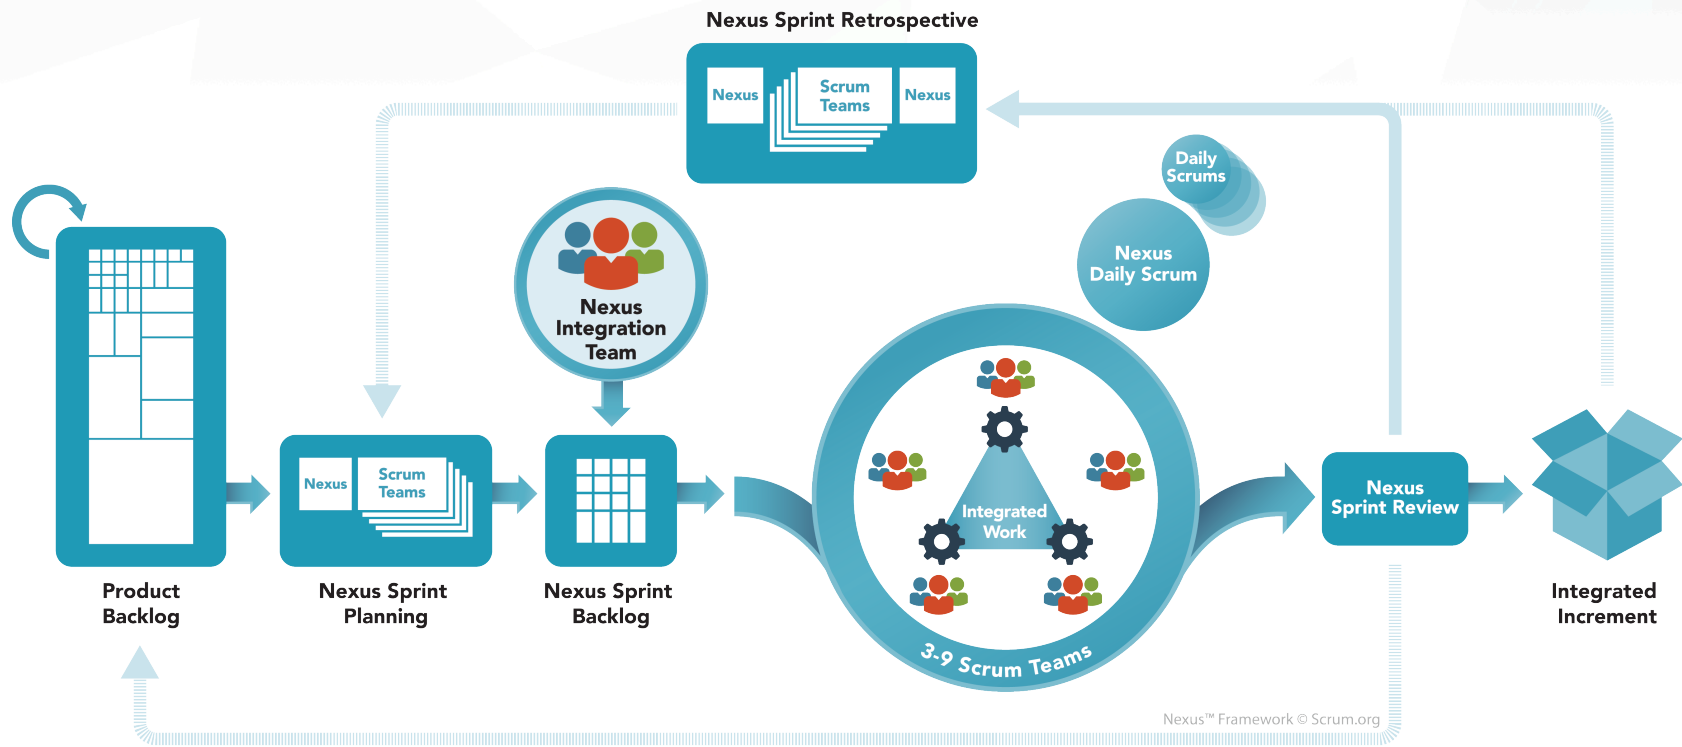 Nexus Sprint Retrospective
Nexus
Scrum
Teams
Nexus
Daily
Scrums
Nexus
Daily Scrum
Nexus
Integration
Team
Nexus
Scrum
Teams
Integrated
Work
Nexus
Sprint Review
Product
Backlog
Nexus Sprint
Planning
Nexus Sprint
Backlog
3-9 Scrum Teams
Integrated
Increment
Nexus™ Framework © Scrum.org